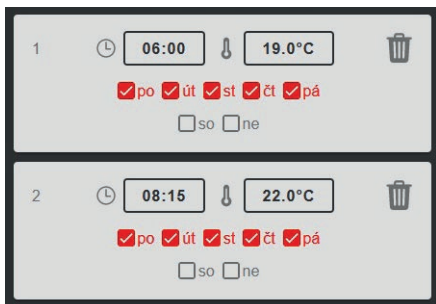 1 06:00 19.0°C
po út st čt pá
so ne
2 08:15 22.0°C
po út st čt pá
so ne